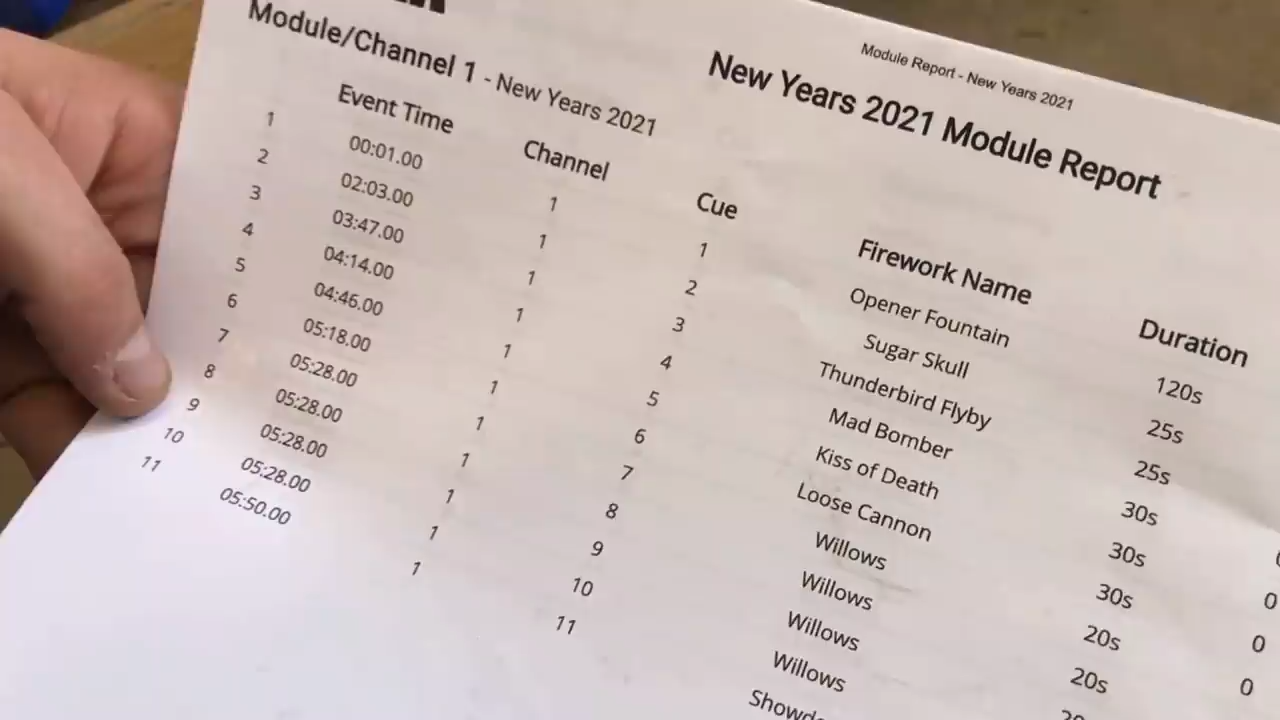 Module Report - New Years 2021
New Years 2021 Module Report
Module/Channel 1 - New Years 2021
Event Time Channel Cue Firework Name Duration
1 00:01.00 1 1 Opener Fountain 120s
2 02:03.00 1 2 Sugar Skull 25s
3 03:47.00 1 3 Thunderbird Flyby 25s
4 04:14.00 1 4 Mad Bomber 30s
5 04:46.00 1 5 Kiss of Death 30s
6 05:18.00 1 6 Loose Cannon 30s 0
7 05:28.00 1 7 Willows 20s 0
8 05:28.00 1 8 Willows 20s 0
9 05:28.00 1 9 Willows
10 05:28.00 1 10 Willows
11 05:50.00 1 11